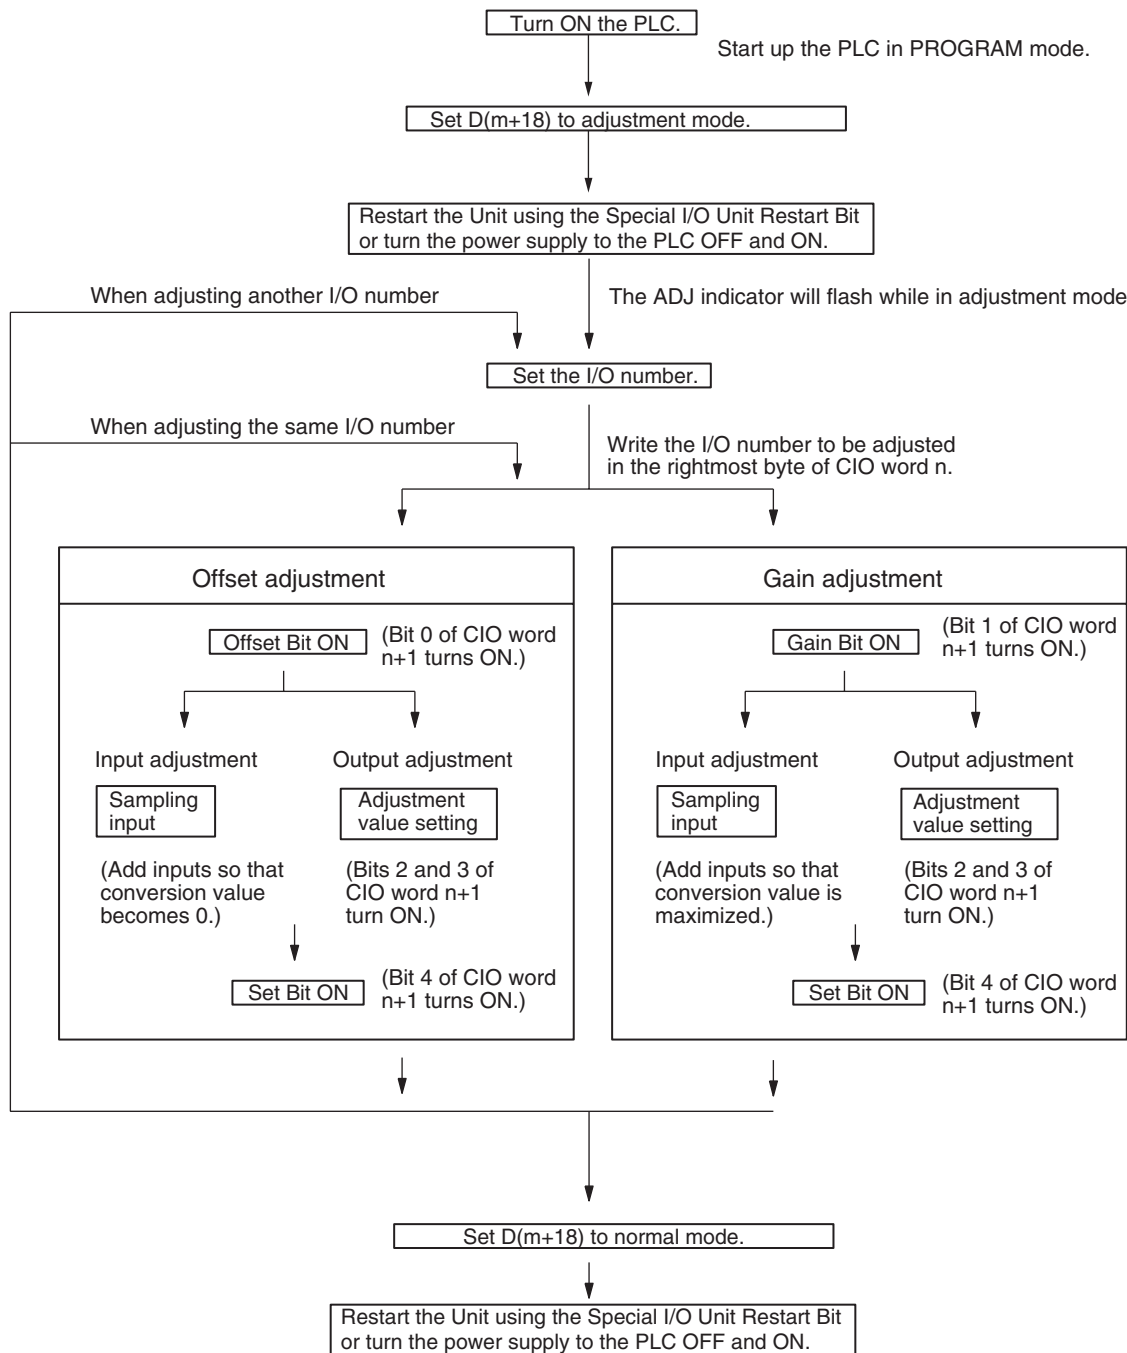 Turn ON the PLC.
Start up the PLC in PROGRAM mode.
Set D(m+18) to adjustment mode.
Restart the Unit using the Special I/O Unit Restart Bit
or turn the power supply to the PLC OFF and ON.
When adjusting another I/O number
The ADJ indicator will flash while in adjustment mode
Set the I/O number.
When adjusting the same I/O number
Write the I/O number to be adjusted
in the rightmost byte of CIO word n.
Offset adjustment
Offset Bit ON
(Bit 0 of CIO word
n+1 turns ON.)
Input adjustment
Sampling
input
(Add inputs so that
conversion value
becomes 0.)
Output adjustment
Adjustment
value setting
(Bits 2 and 3 of
CIO word n+1
turn ON.)
Set Bit ON
(Bit 4 of CIO word
n+1 turns ON.)
Gain adjustment
Gain Bit ON
(Bit 1 of CIO word
n+1 turns ON.)
Input adjustment
Sampling
input
(Add inputs so that
conversion value is
maximized.)
Output adjustment
Adjustment
value setting
(Bits 2 and 3 of
CIO word n+1
turn ON.)
Set Bit ON
(Bit 4 of CIO word
n+1 turns ON.)
Set D(m+18) to normal mode.
Restart the Unit using the Special I/O Unit Restart Bit
or turn the power supply to the PLC OFF and ON.